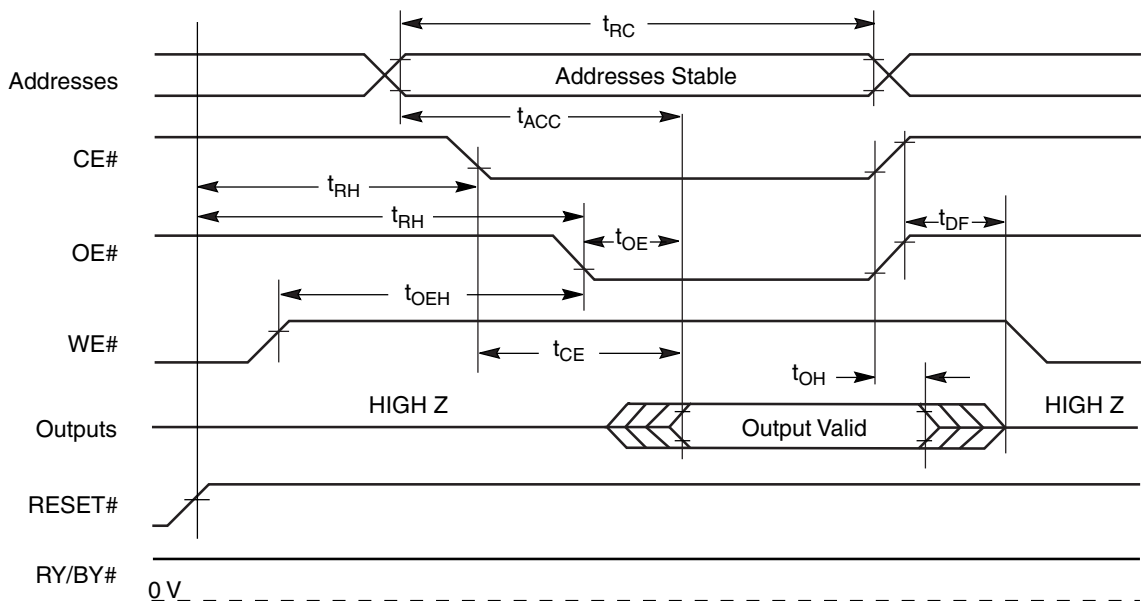 tRC
Addresses
Addresses Stable
tACC
CE#
tRH
tRH
tOE
tDF
OE#
tOEH
WE#
tCE
tOH
HIGH Z
HIGH Z
Outputs
Output Valid
RESET#
RY/BY#
0 V